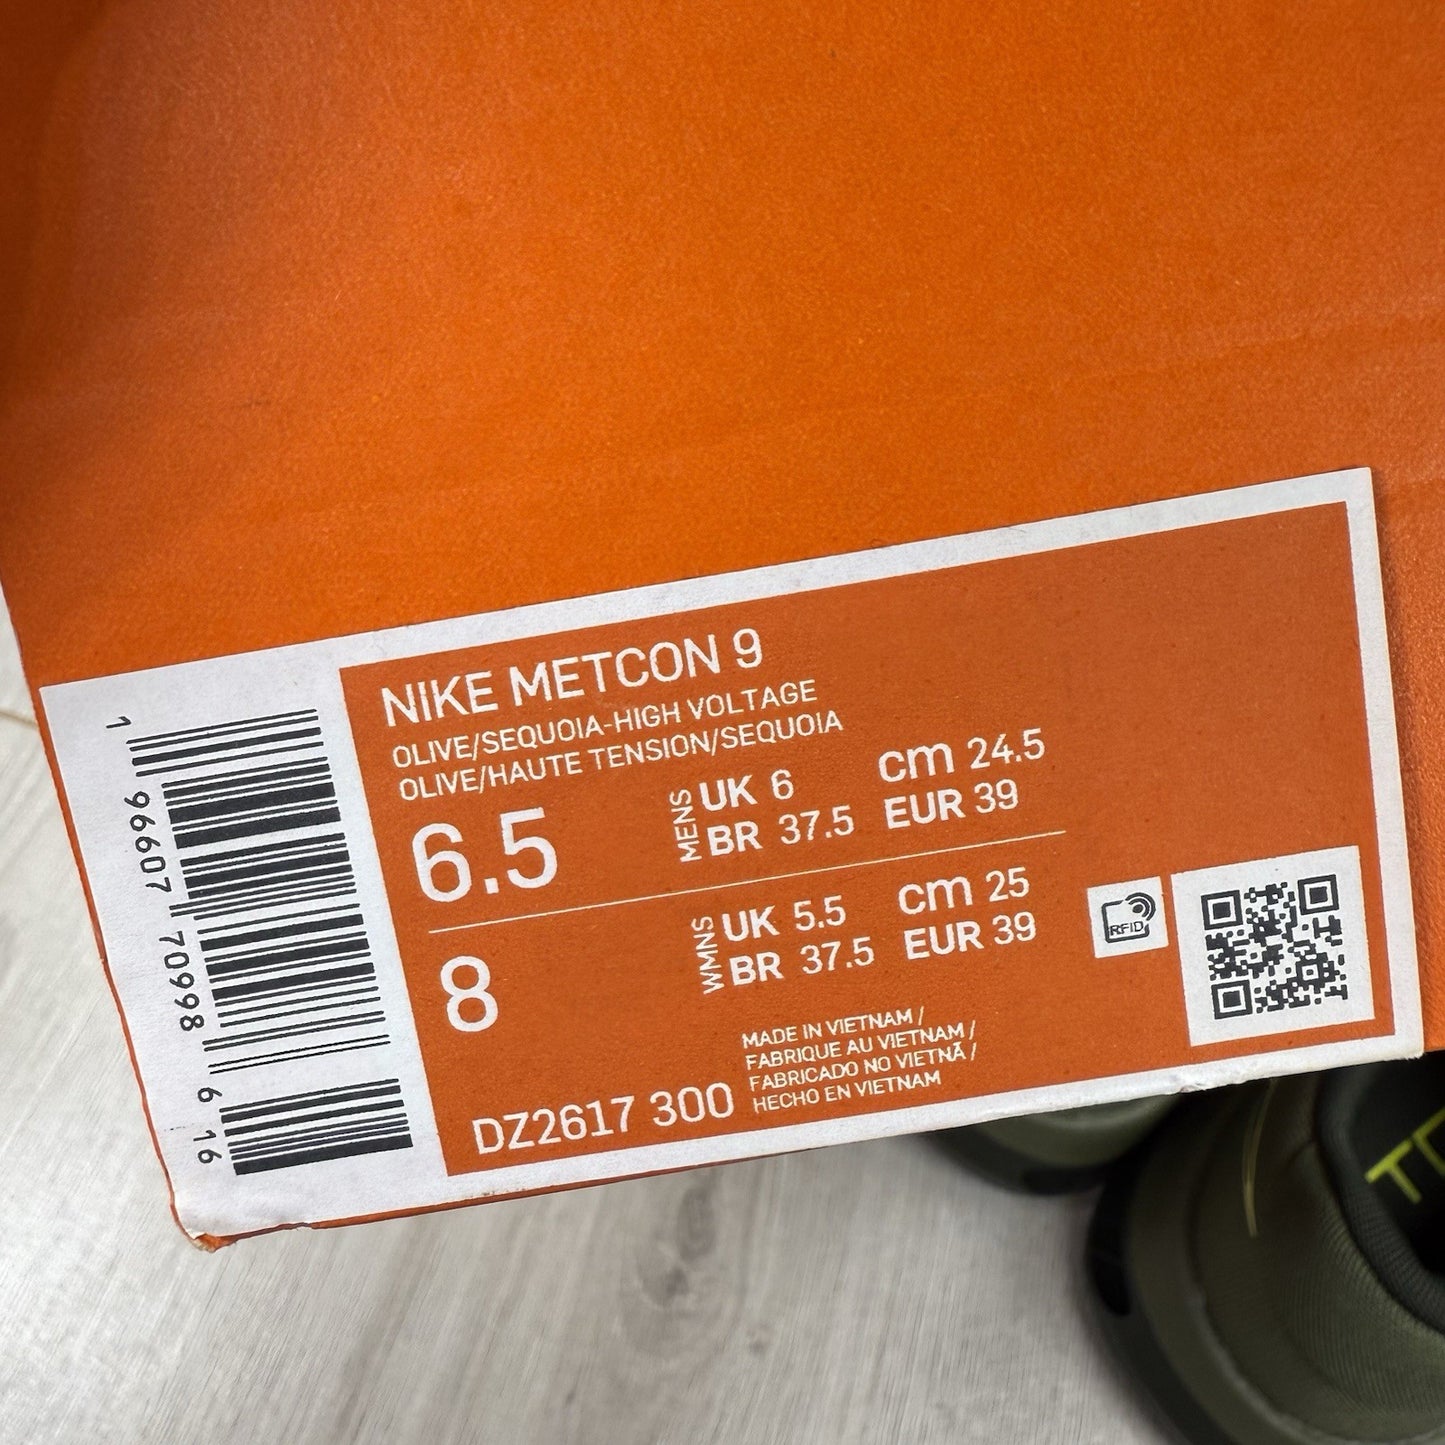 NIKE METCON 9
OLIVE/SEQUOIA-HIGH VOLTAGE
OLIVE/HAUTE TENSION/SEQUOIA
6.5
MENS
UK 6
cm 24.5
BR 37.5
EUR 39
8
WMNS
UK 5.5
cm 25
BR 37.5
EUR 39
RFID
MADE IN VIETNAM /
FABRIQUE AU VIETNAM /
FABRICADO NO VIETNÃ /
HECHO EN VIETNAM
DZ2617 300
1 96607 70998 6 16